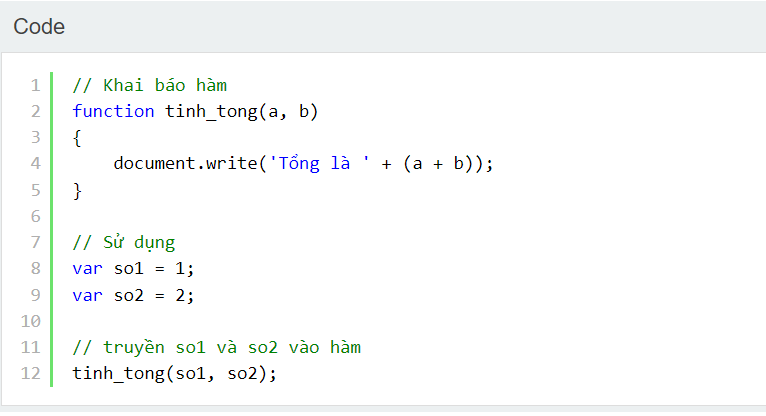 Code
1 // Khai báo hàm
2 function tinh_tong(a, b)
3 {
4     document.write('Tổng là ' + (a + b));
5 }
6
7 // Sử dụng
8 var so1 = 1;
9 var so2 = 2;
10
11 // truyền so1 và so2 vào hàm
12 tinh_tong(so1, so2);